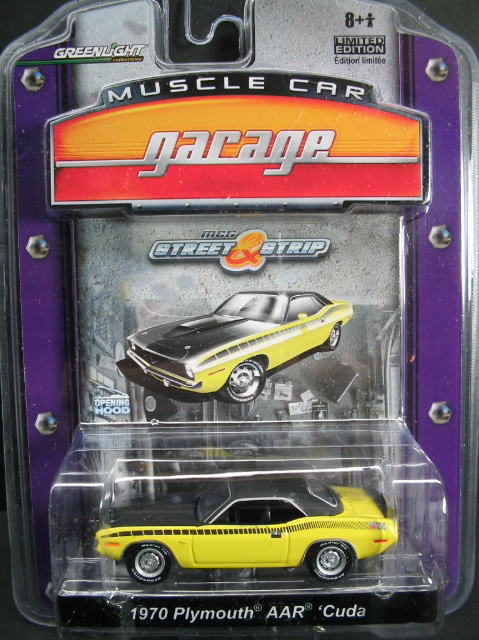 GREENLIGHT
collectibles
8+
LIMITED
EDITION
Édition limitée
MUSCLE CAR
garage
MCG
STREET & STRIP
OPENING
HOOD
1970 Plymouth® AAR® 'Cuda